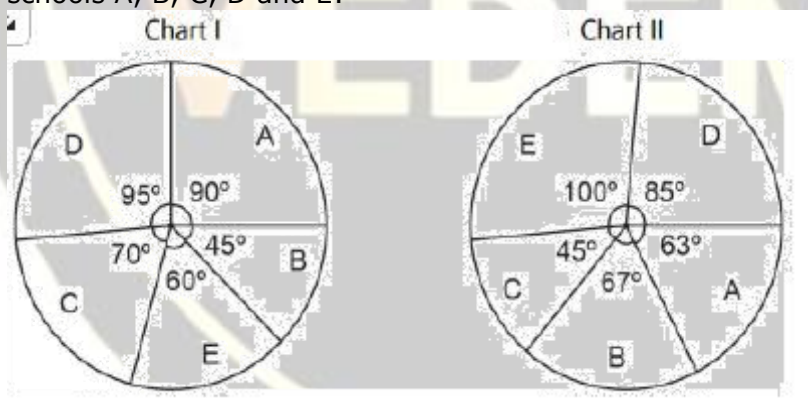 schools A, B, C, D and E.
Chart I
Chart II
D
A
95°
90°
70°
45°
60°
B
C
E
E
D
100°
85°
45°
63°
67°
C
A
B